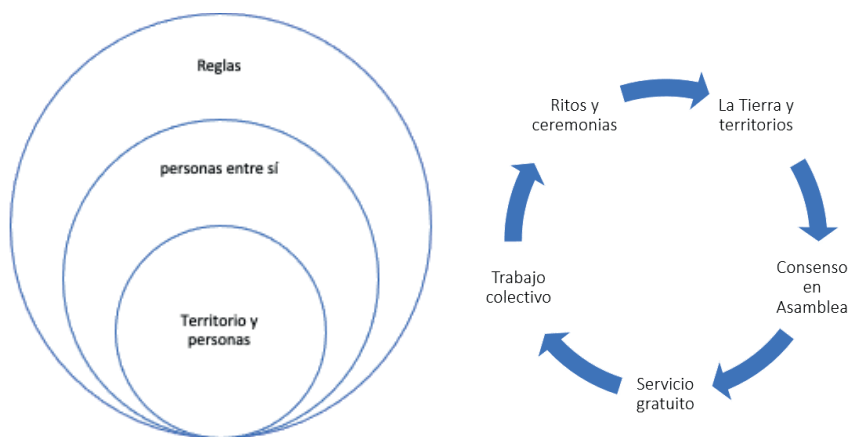 Reglas
personas entre sí
Territorio y
personas
Ritos y
ceremonias
La Tierra y
territorios
Consenso
en
Asamblea
Servicio
gratuito
Trabajo
colectivo